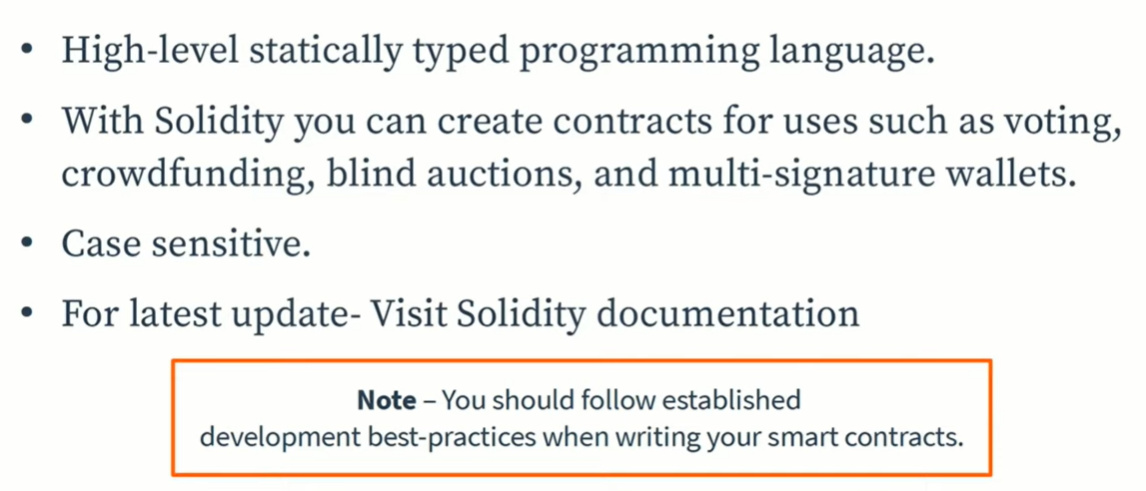 • High-level statically typed programming language.
• With Solidity you can create contracts for uses such as voting,
crowdfunding, blind auctions, and multi-signature wallets.
• Case sensitive.
• For latest update- Visit Solidity documentation
Note – You should follow established
development best-practices when writing your smart contracts.